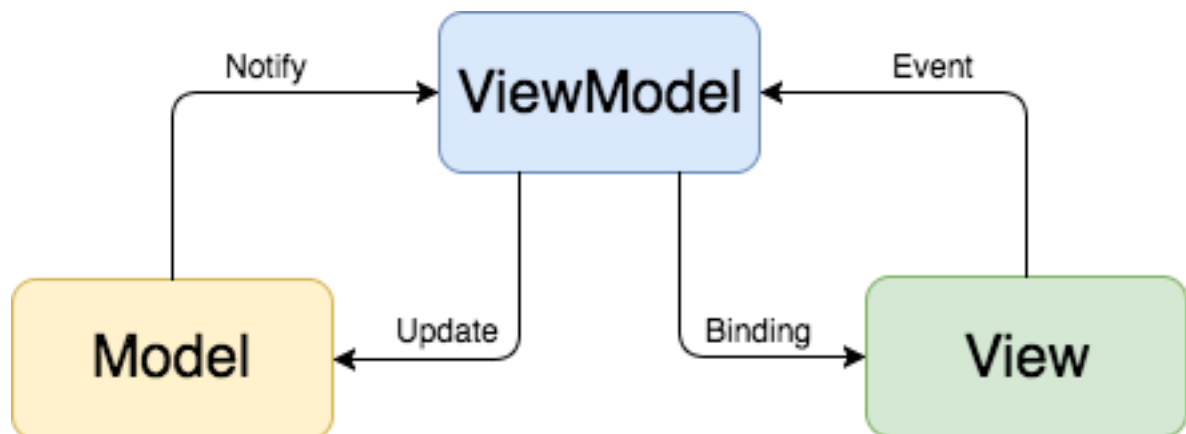 Notify
ViewModel
Event
Model
Update
Binding
View